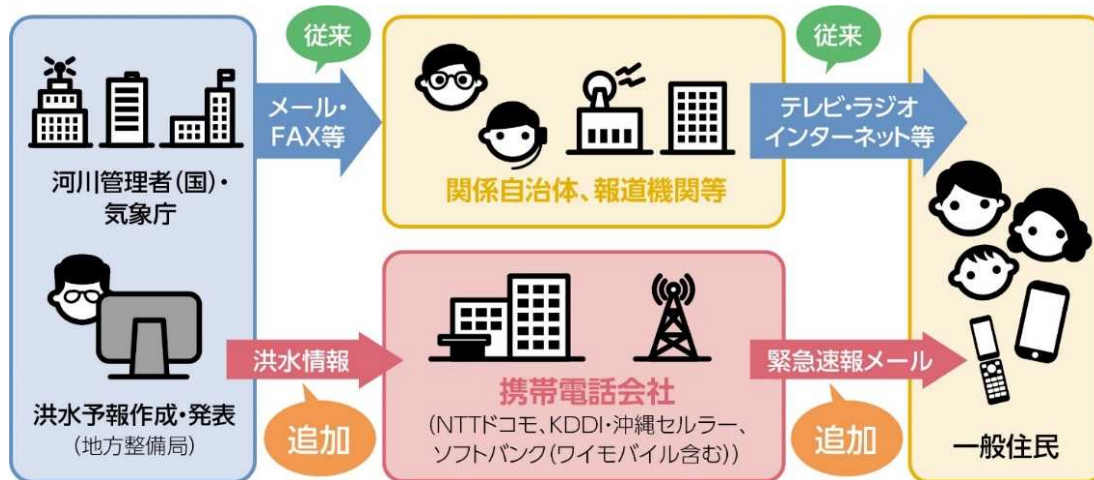 従来
従来
メール・
FAX等
テレビ・ラジオ
インターネット等
河川管理者(国)・
気象庁
関係自治体、報道機関等
洪水予報作成・発表
(地方整備局)
洪水情報
追加
携帯電話会社
(NTTドコモ、KDDI・沖縄セルラー、
ソフトバンク(ワイモバイル含む))
緊急速報メール
追加
一般住民